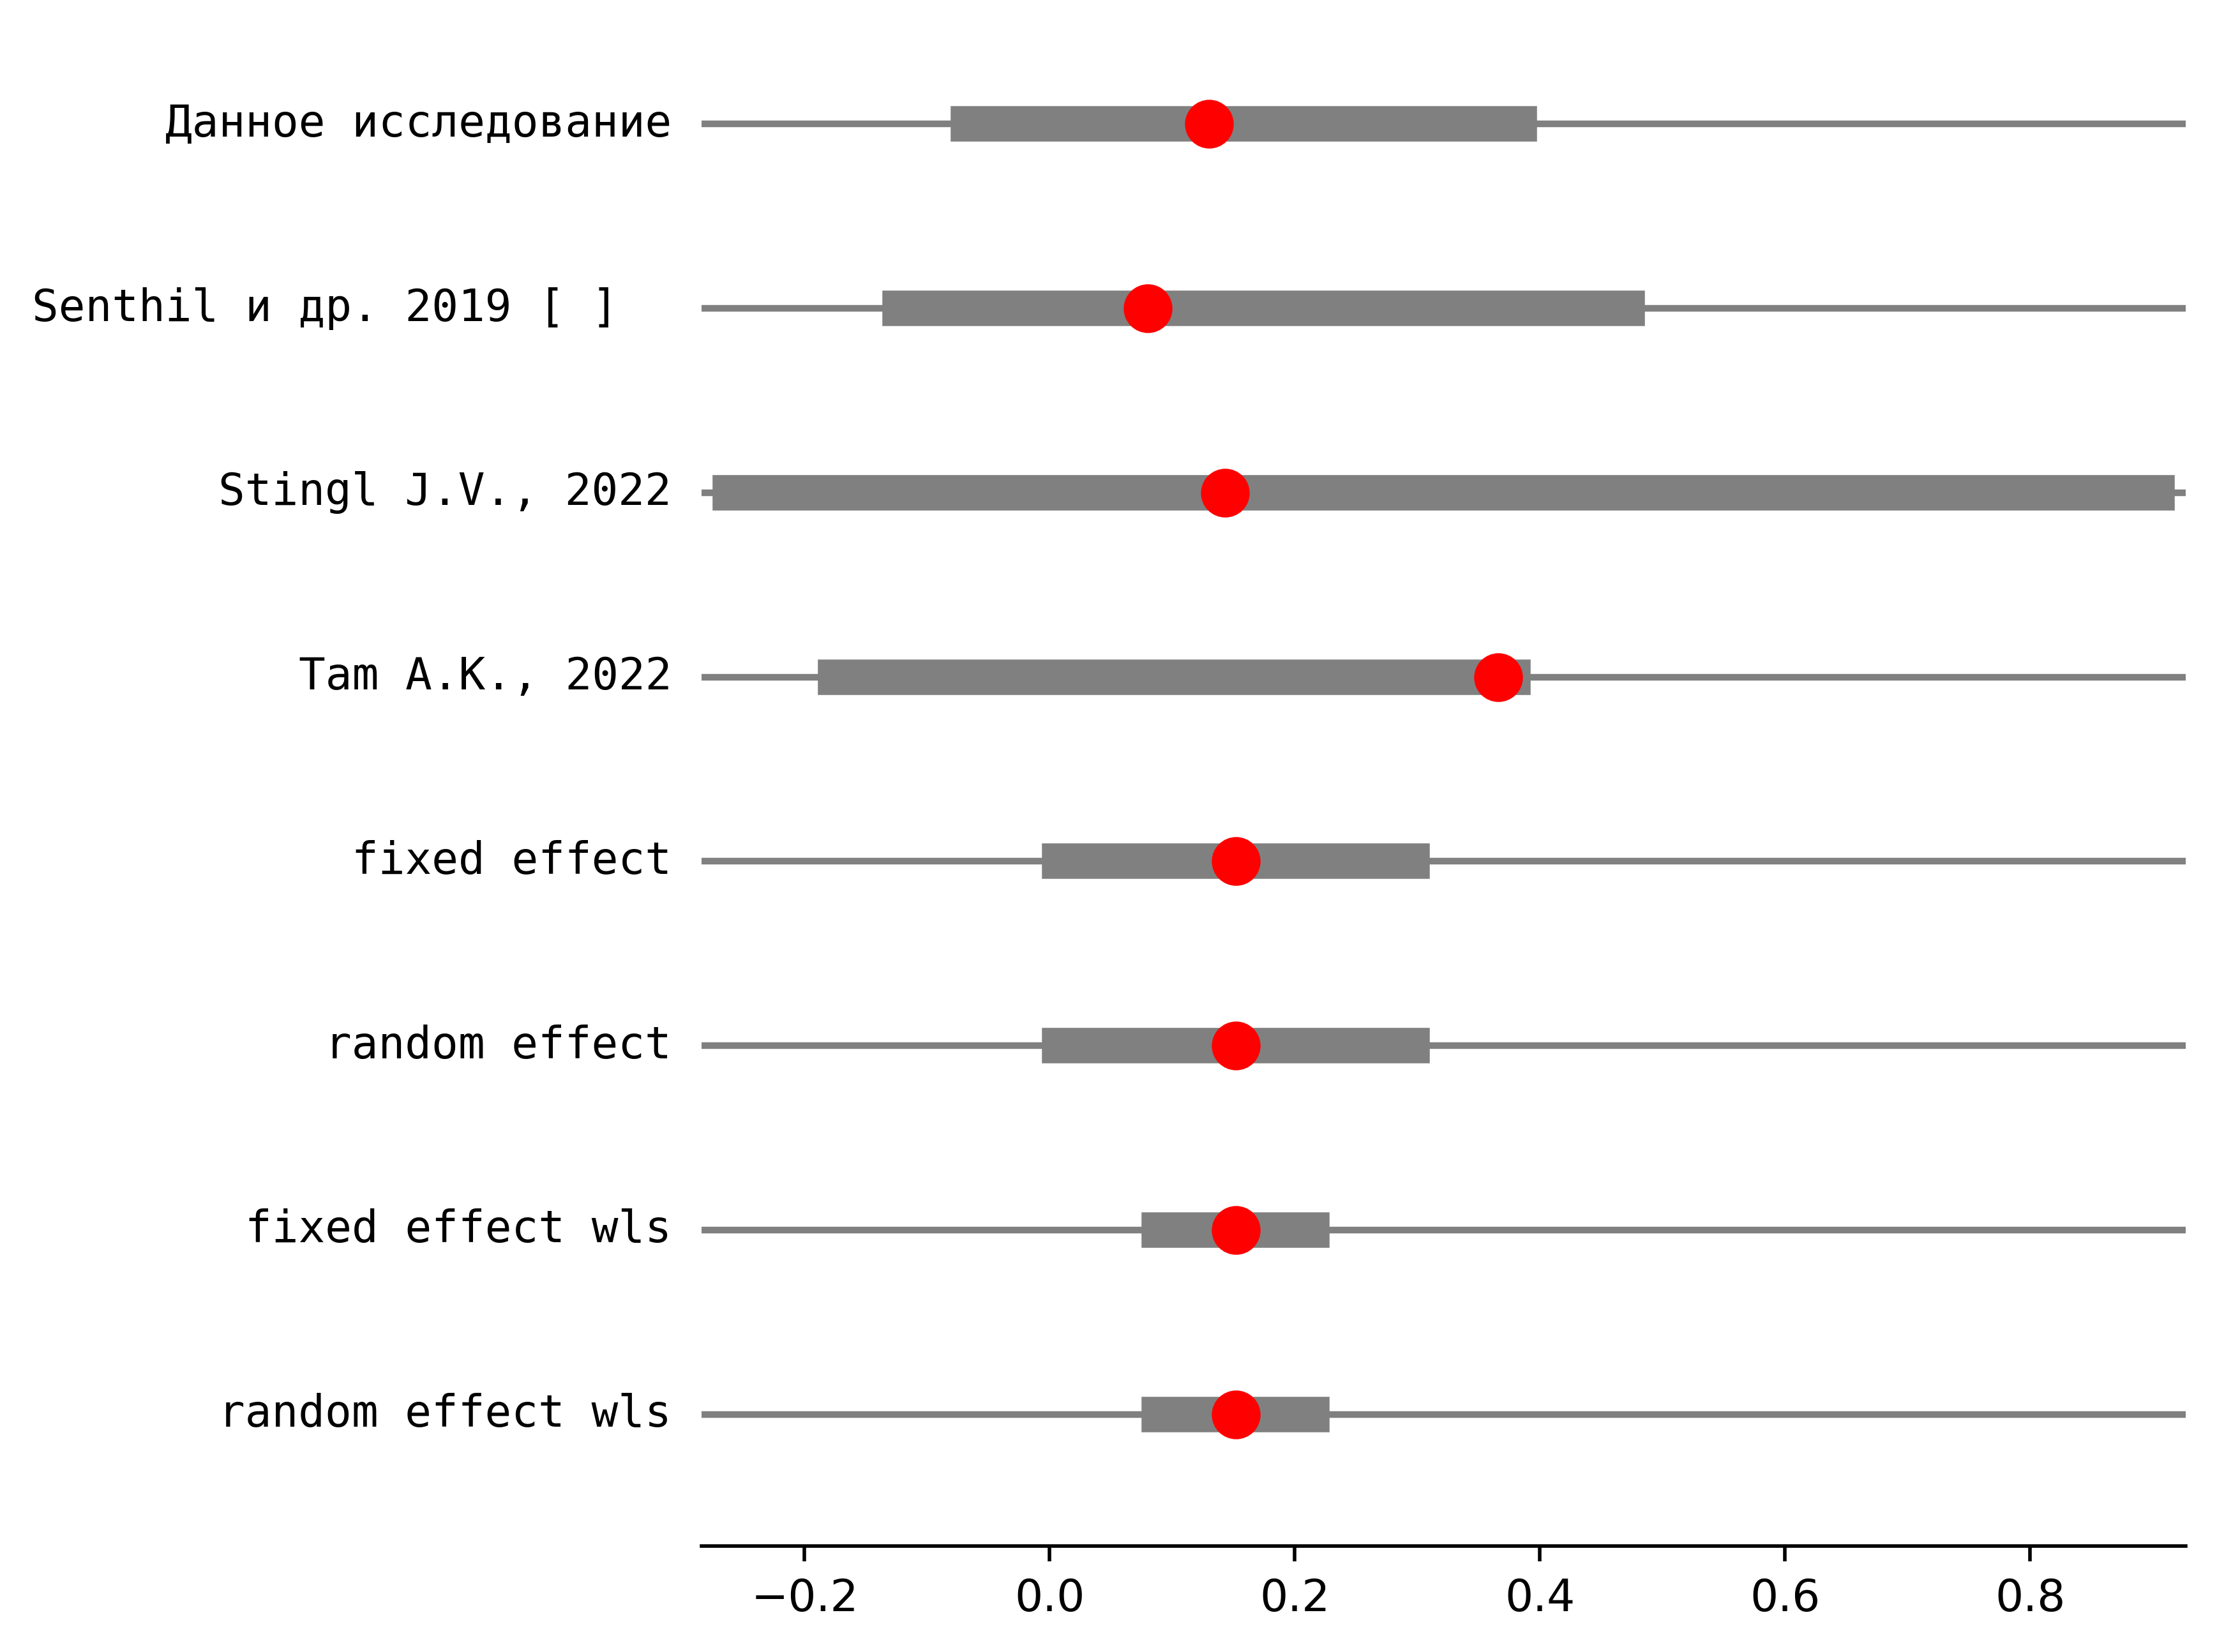 Данное исследование
Senthil и др. 2019 [ ]
Stingl J.V., 2022
Tam A.K., 2022
fixed effect
random effect
fixed effect wls
random effect wls
−0.2 0.0 0.2 0.4 0.6 0.8